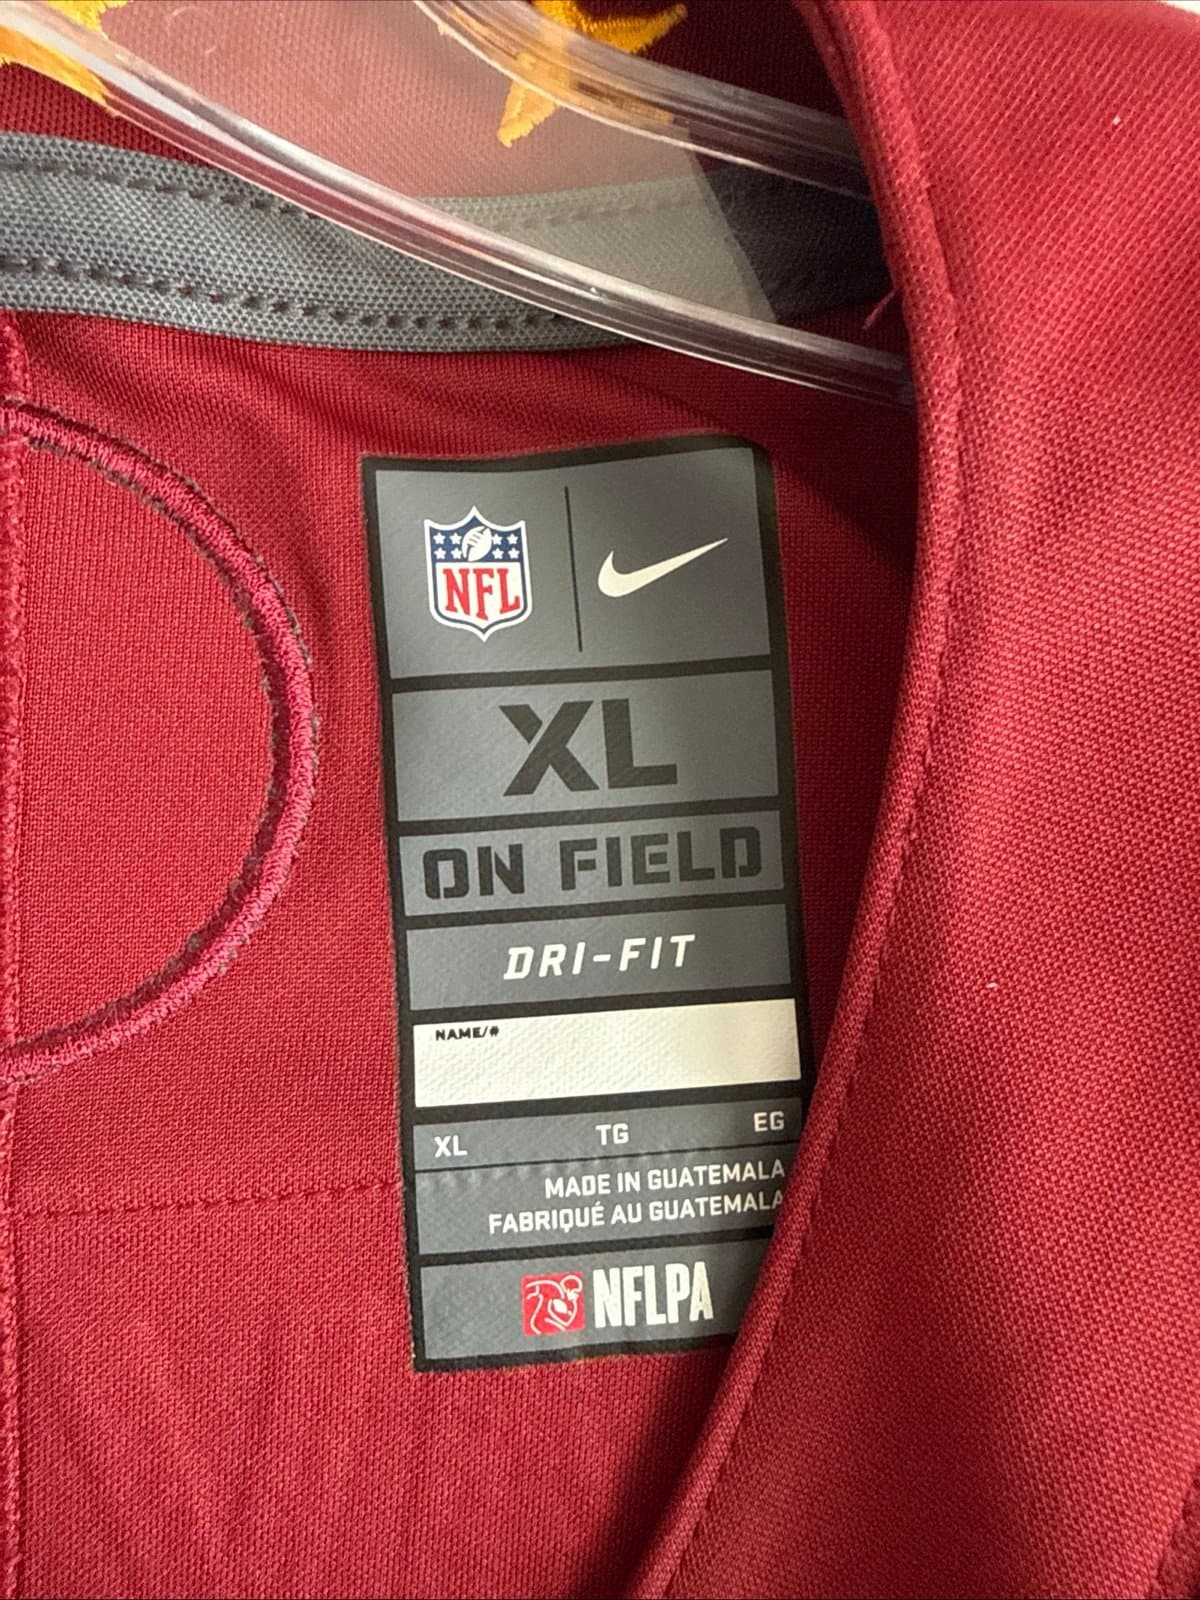 NFL
XL
ON FIELD
DRI-FIT
NAME/#
XL TG EG
MADE IN GUATEMALA
FABRIQUÉ AU GUATEMALA
NFLPA